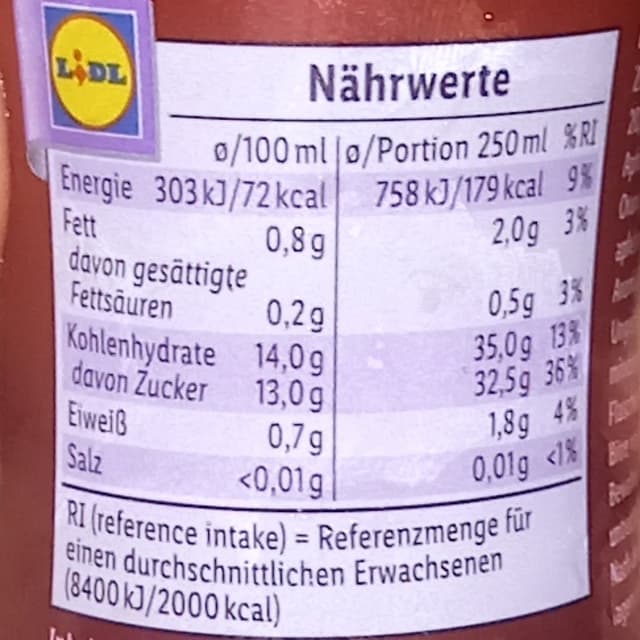 LIDL
Nährwerte
ø/100 ml ø/Portion 250 ml %RI
Energie 303 kJ/72 kcal 758 kJ/179 kcal 9%
Fett 0,8 g 2,0 g 3%
davon gesättigte
Fettsäuren 0,2 g 0,5 g 3%
Kohlenhydrate 14,0 g 35,0 g 13%
davon Zucker 13,0 g 32,5 g 36%
Eiweiß 0,7 g 1,8 g 4%
Salz <0,01 g 0,01 g <1%
RI (reference intake) = Referenzmenge für
einen durchschnittlichen Erwachsenen
(8400 kJ/2000 kcal)